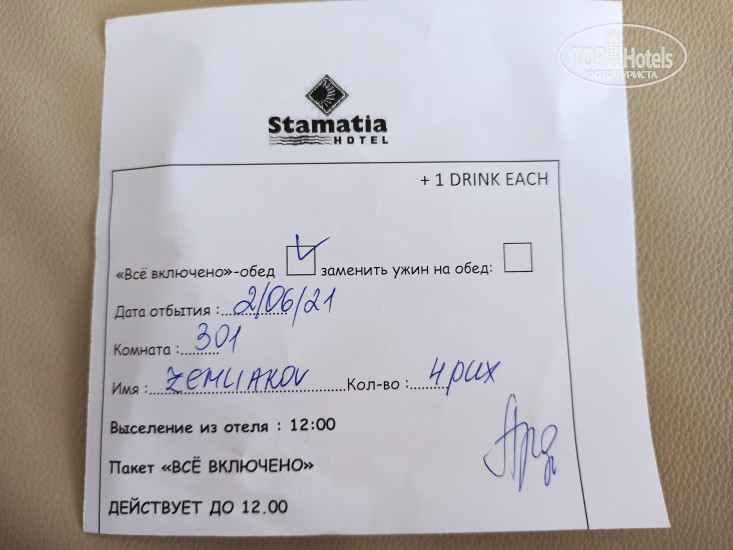 TOP Hotels
ФОТО ТУРИСТА
Stamatia
HOTEL
+ 1 DRINK EACH
«Всё включено»-обед заменить ужин на обед:
Дата отбытия :2/06/21
Комната :301
Имя :ZEMLIAKOV Кол-во :4 pax
Выселение из отеля : 12:00
Пакет «ВСЁ ВКЛЮЧЕНО»
ДЕЙСТВУЕТ ДО 12.00